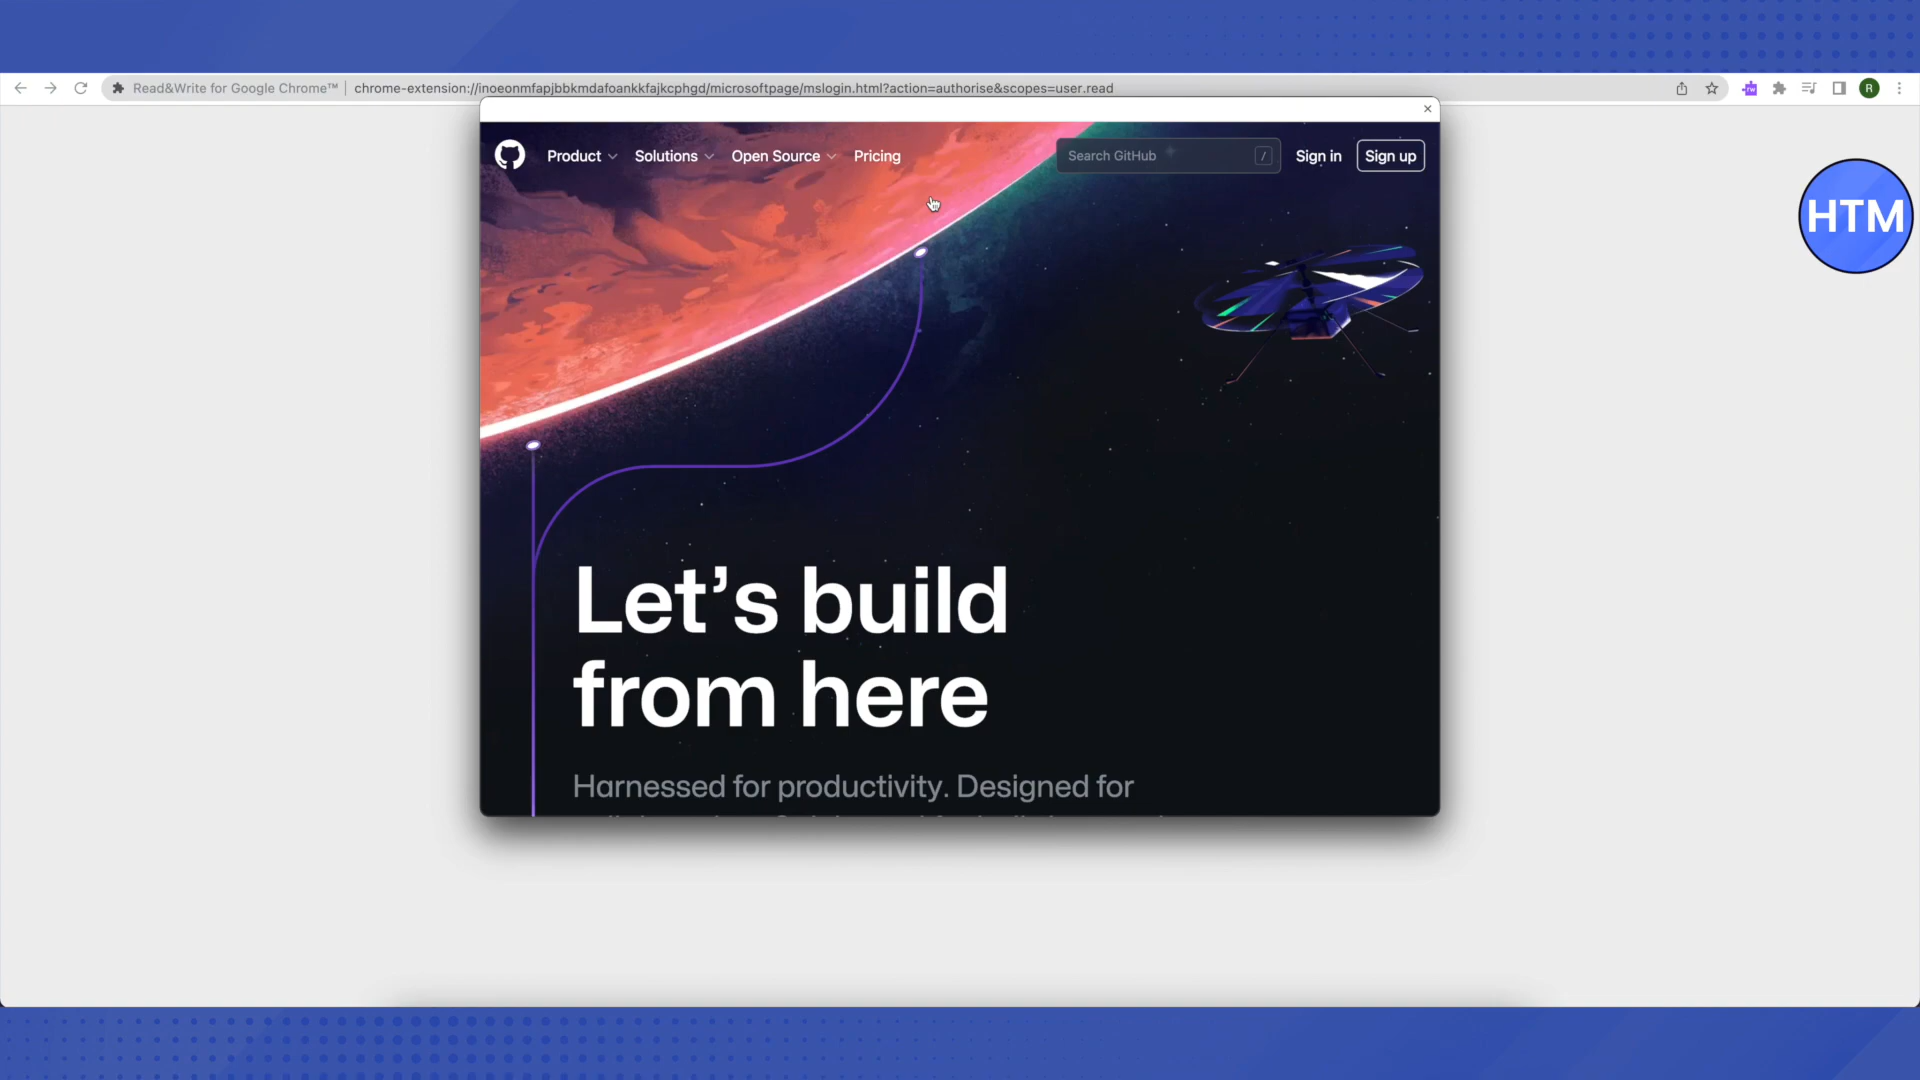 Read&Write for Google Chrome™ | chrome-extension://inoeonmfapjbbkmdafoankkfajkcphgd/microsoftpage/mslogin.html?action=authorise&scopes=user.read
rw
R
Product
Solutions
Open Source
Pricing
Search GitHub
/
Sign in
Sign up
HTM
Let's build
from here
Harnessed for productivity. Designed for